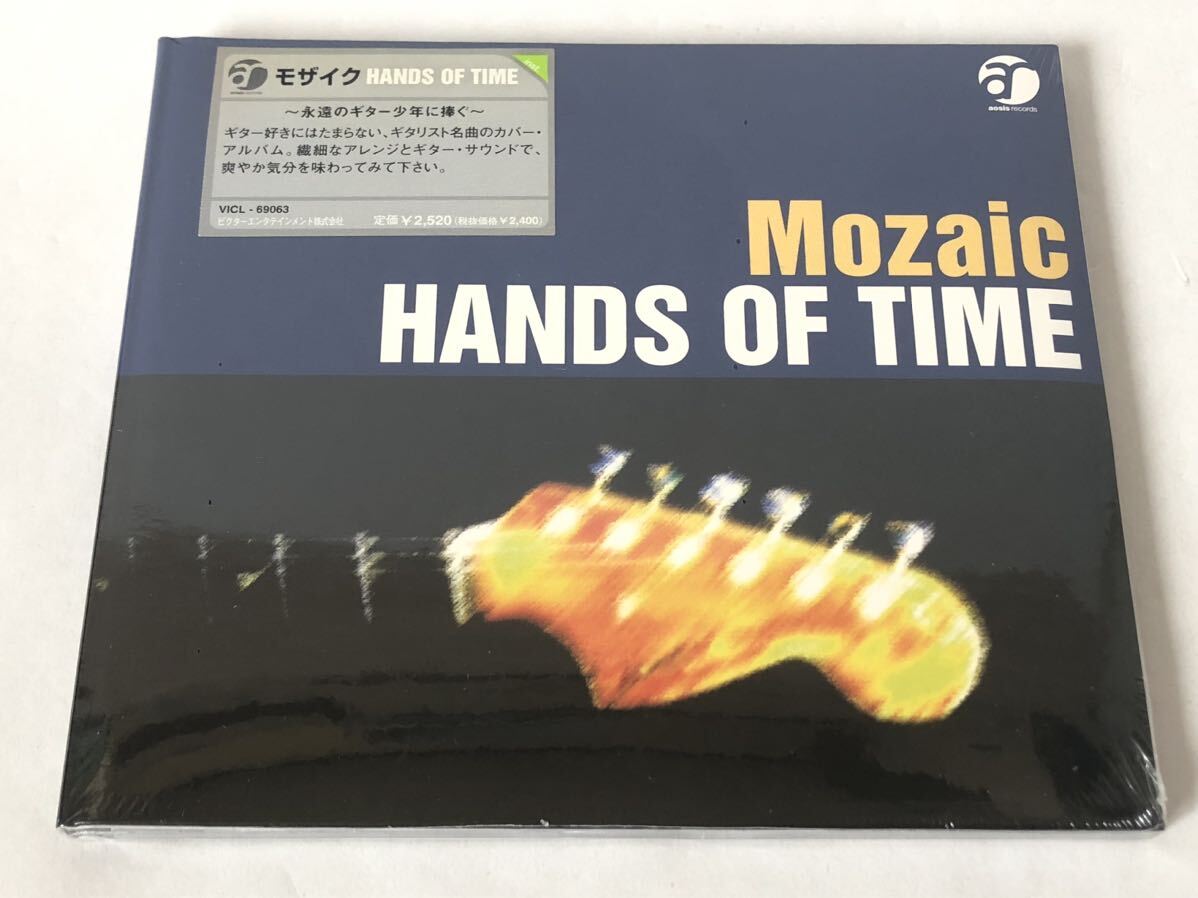 モザイク HANDS OF TIME
inst.
～永遠のギター少年に捧ぐ～
ギター好きにはたまらない、ギタリスト名曲のカバー・
アルバム。繊細なアレンジとギター・サウンドで、
爽やか気分を味わってみて下さい。
VICL - 69063
ビクターエンタテインメント株式会社 定価￥2,520(税抜価格￥2,400)
ar
aosis records
Mozaic
HANDS OF TIME